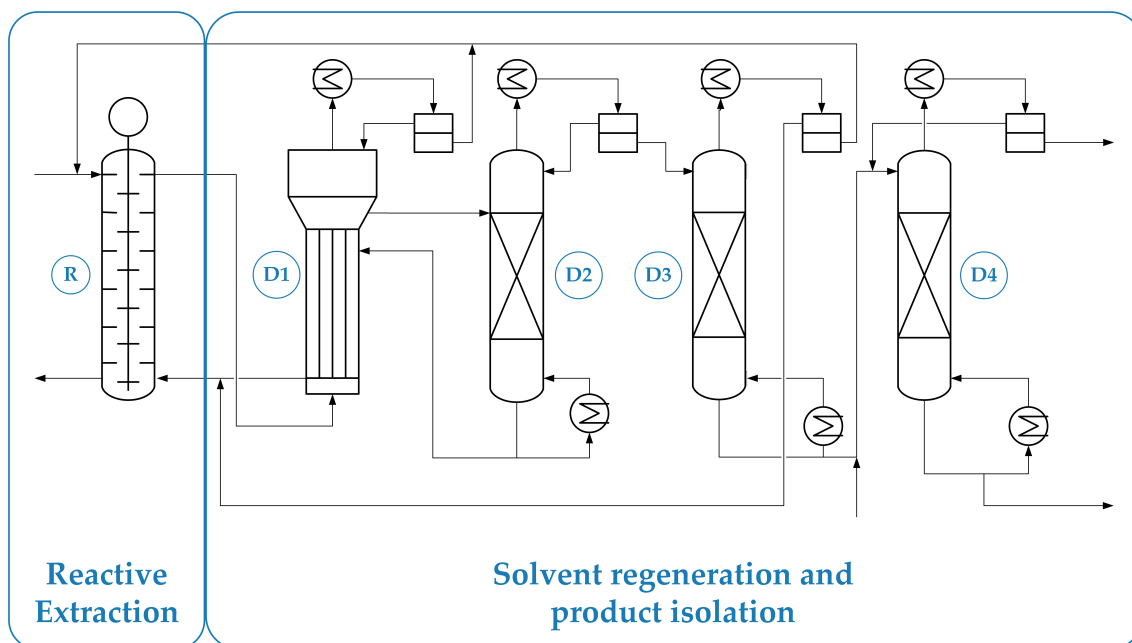 R
D1
D2
D3
D4
Reactive
Extraction
Solvent regeneration and
product isolation